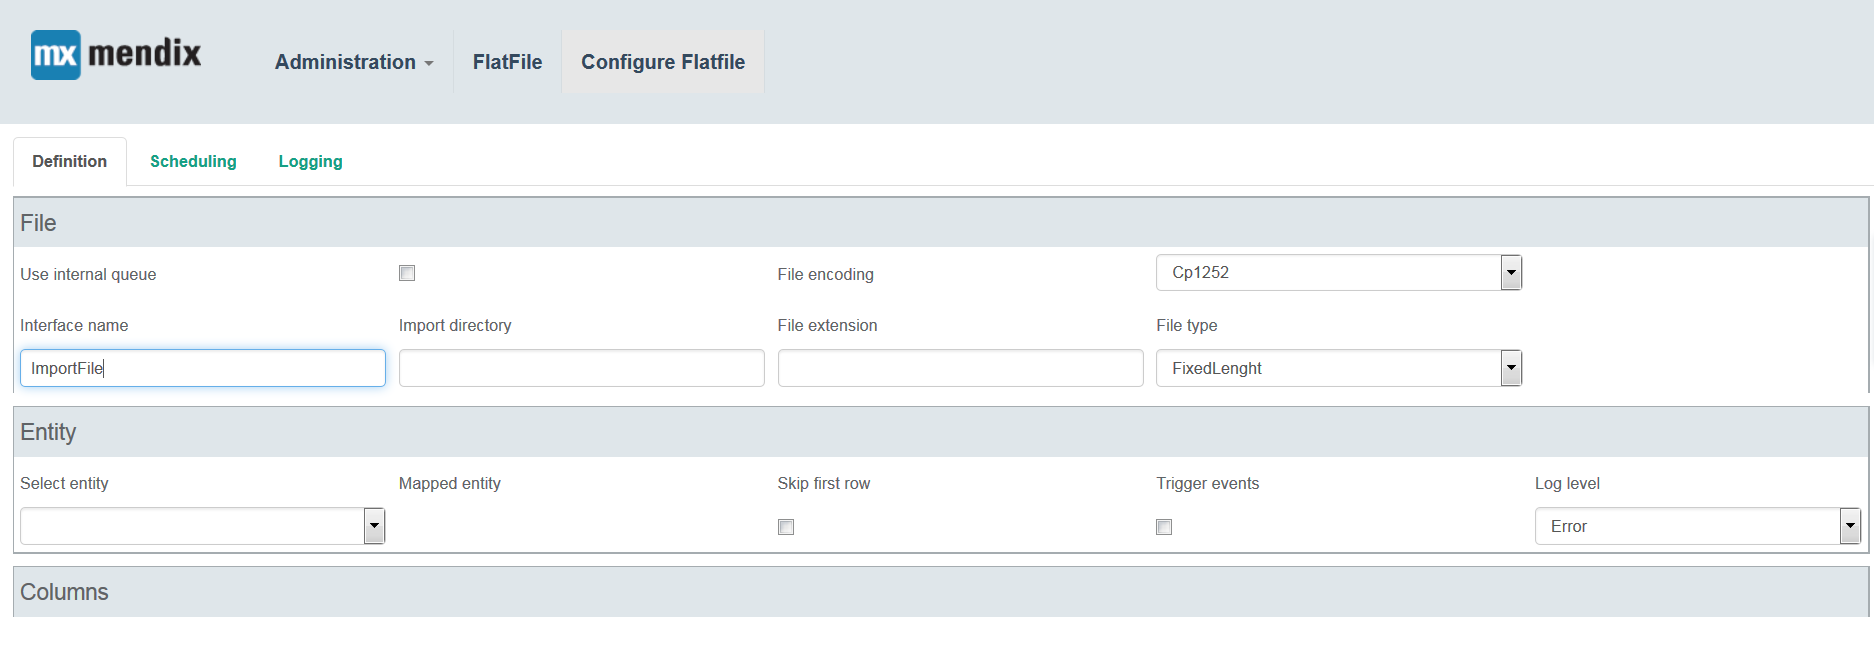 mx mendix
Administration FlatFile Configure Flatfile
Definition Scheduling Logging
File
Use internal queue File encoding Cp1252
Interface name Import directory File extension File type
ImportFile FixedLenght
Entity
Select entity Mapped entity Skip first row Trigger events Log level
Error
Columns